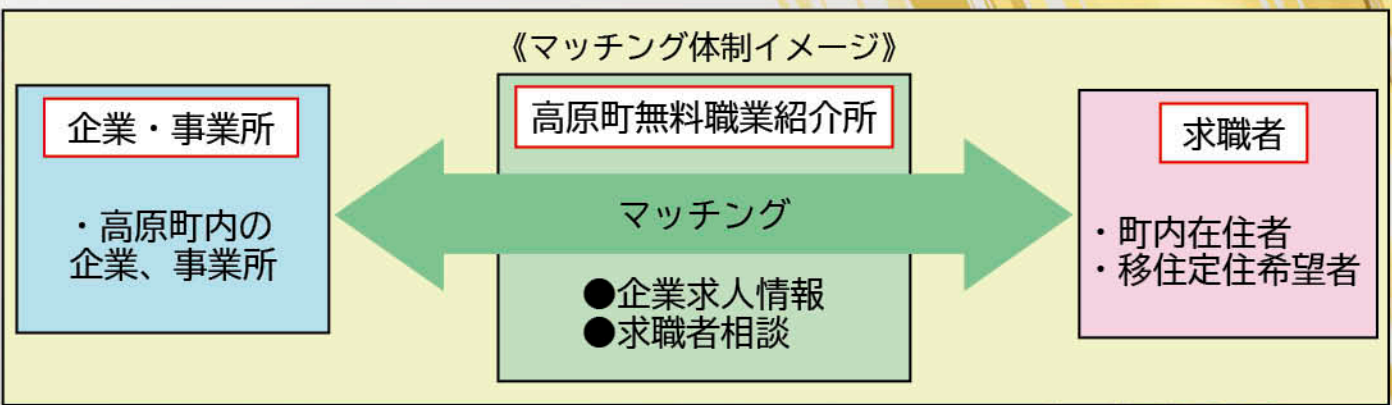 《マッチング体制イメージ》
企業・事業所
・高原町内の
企業、事業所
高原町無料職業紹介所
マッチング
●企業求人情報
●求職者相談
求職者
・町内在住者
・移住定住希望者